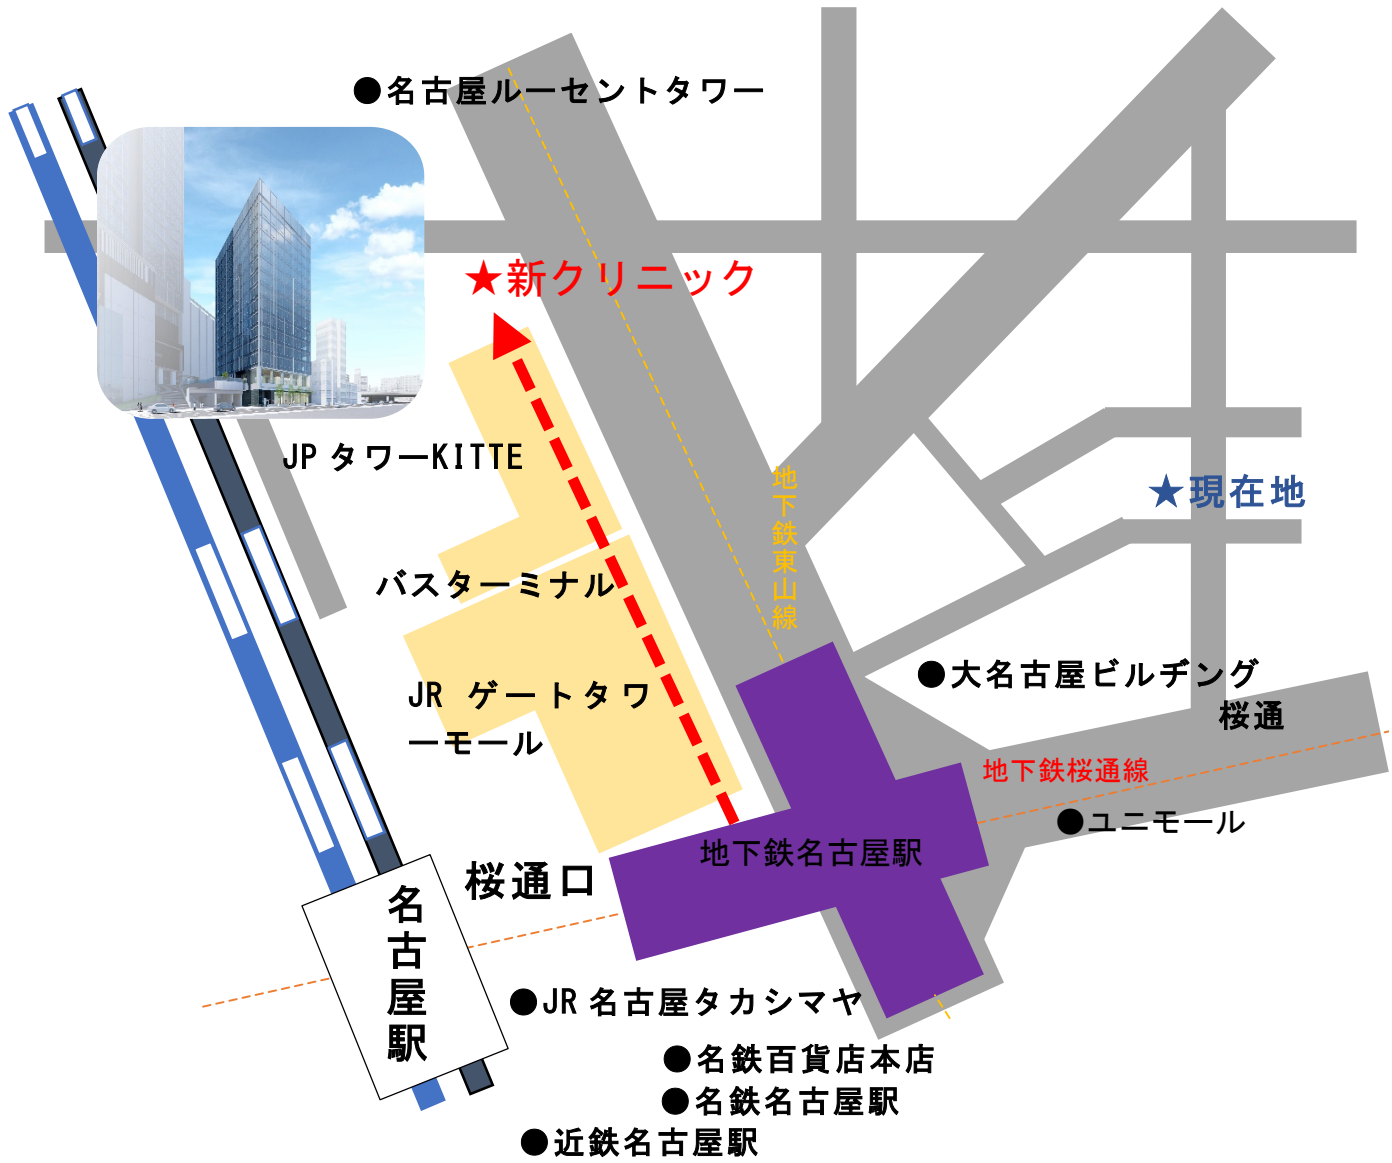 ●名古屋ルーセントタワー
★新クリニック
JPタワーKITTE
地下鉄東山線
★現在地
バスターミナル
●大名古屋ビルヂング
JR ゲートタワ
ーモール
桜通
地下鉄桜通線
●ユニモール
地下鉄名古屋駅
桜通口
名古屋駅
●JR名古屋タカシマヤ
●名鉄百貨店本店
●名鉄名古屋駅
●近鉄名古屋駅